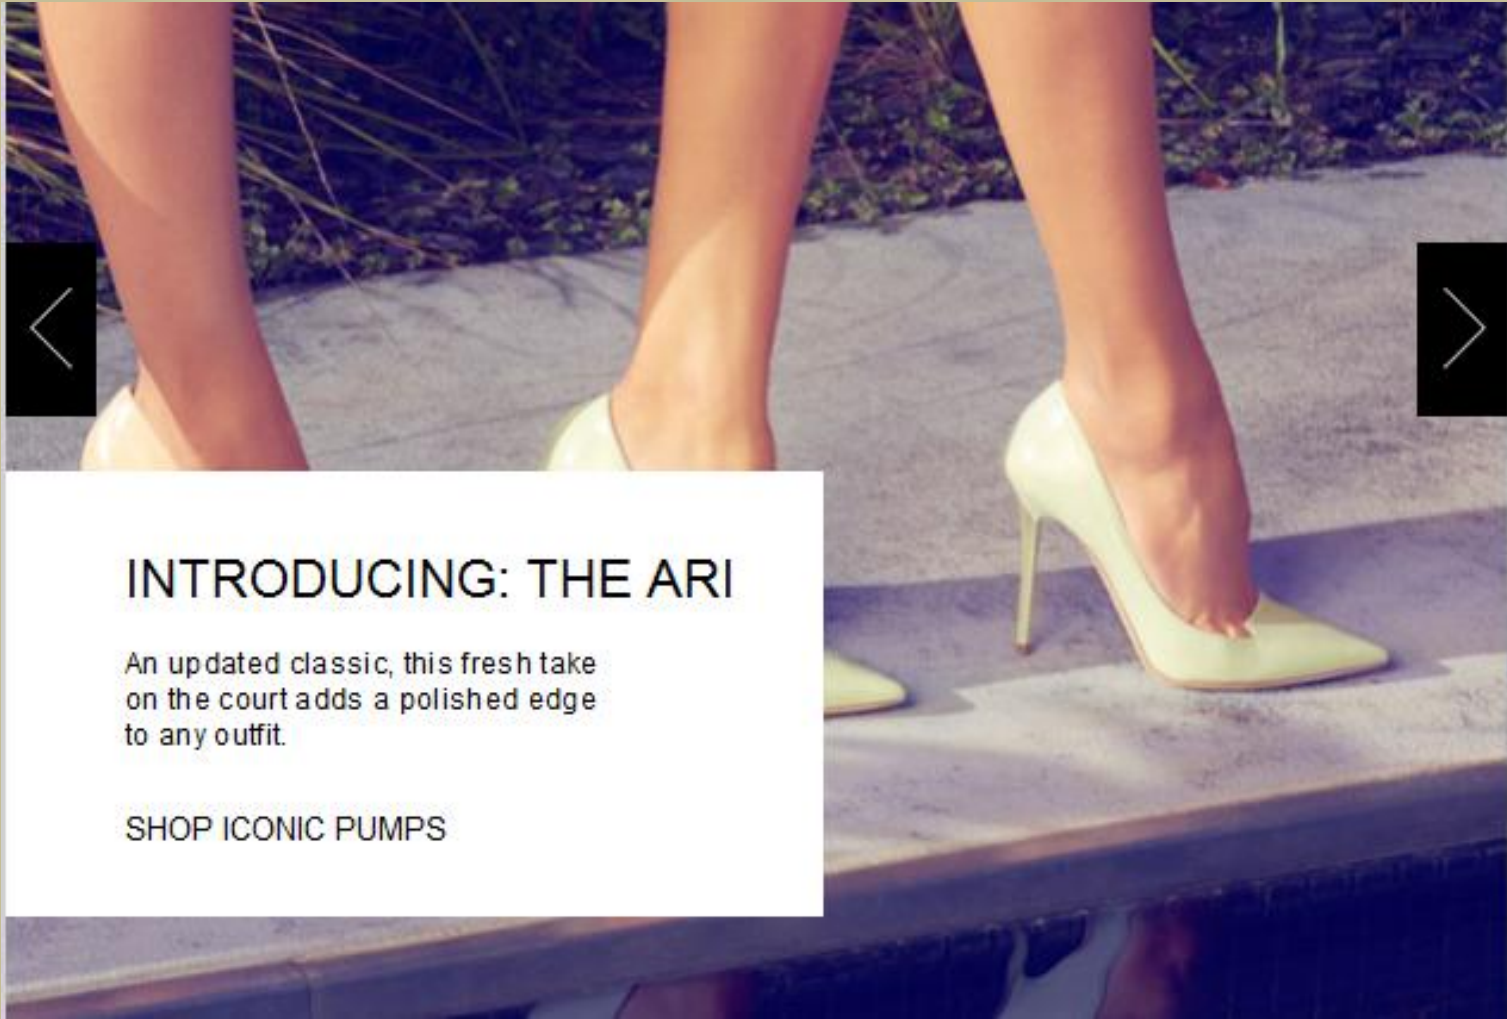 INTRODUCING: THE ARI
An updated classic, this fresh take
on the court adds a polished edge
to any outfit.
SHOP ICONIC PUMPS